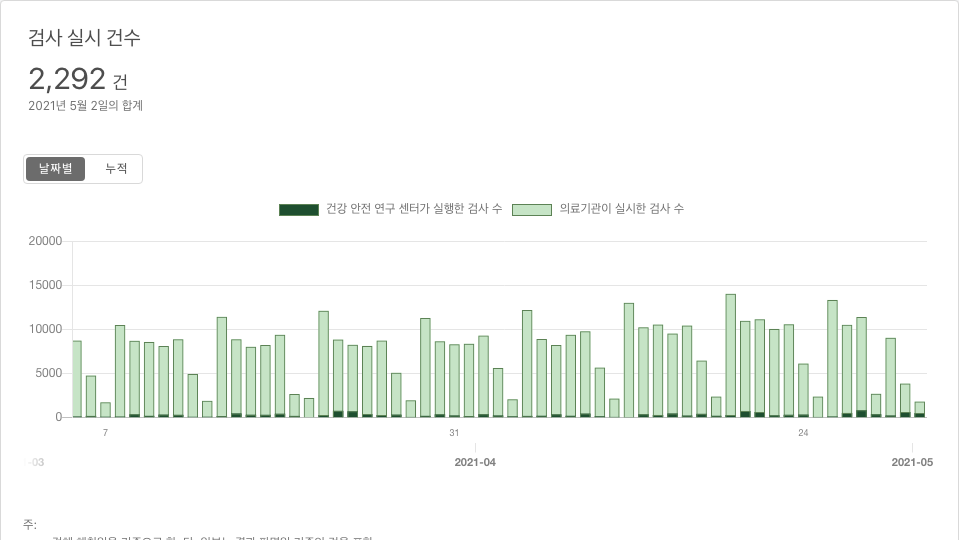 검사 실시 건수
2,292 건
2021년 5월 2일의 합계
날짜별 누적
건강 안전 연구 센터가 실행한 검사 수 의료기관이 실시한 검사 수
20000
15000
10000
5000
0
7 31 24
-03 2021-04 2021-05
주: